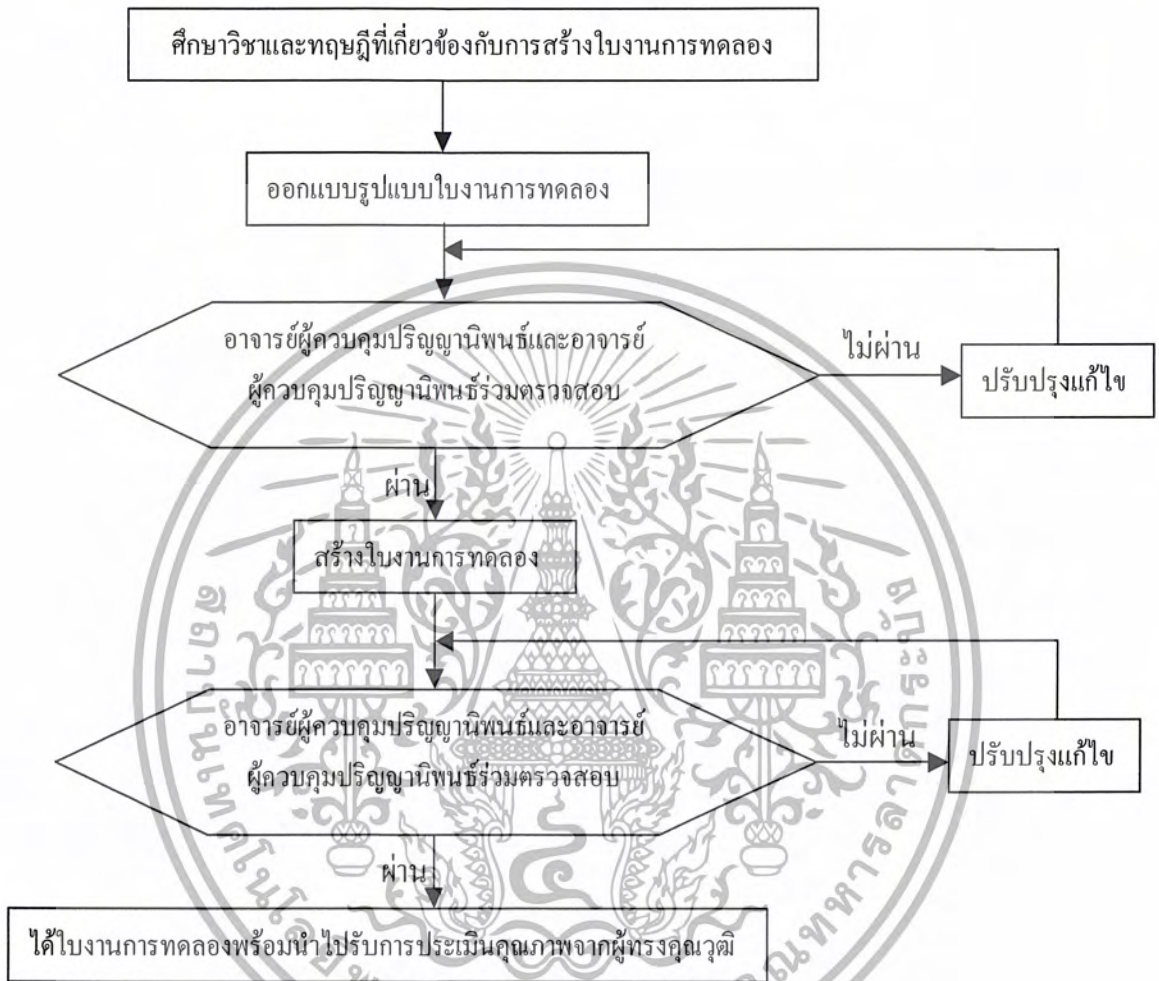 ศึกษาวิชาและทฤษฎีที่เกี่ยวข้องกับการสร้างใบงานการทดลอง
ออกแบบรูปแบบใบงานการทดลอง
อาจารย์ผู้ควบคุมปริญญานิพนธ์และอาจารย์
ผู้ควบคุมปริญญานิพนธ์ร่วมตรวจสอบ
ไม่ผ่าน
ปรับปรุงแก้ไข
ผ่าน
สร้างใบงานการทดลอง
อาจารย์ผู้ควบคุมปริญญานิพนธ์และอาจารย์
ผู้ควบคุมปริญญานิพนธ์ร่วมตรวจสอบ
ไม่ผ่าน
ปรับปรุงแก้ไข
ผ่าน
ได้ใบงานการทดลองพร้อมนำไปรับการประเมินคุณภาพจากผู้ทรงคุณวุฒิ